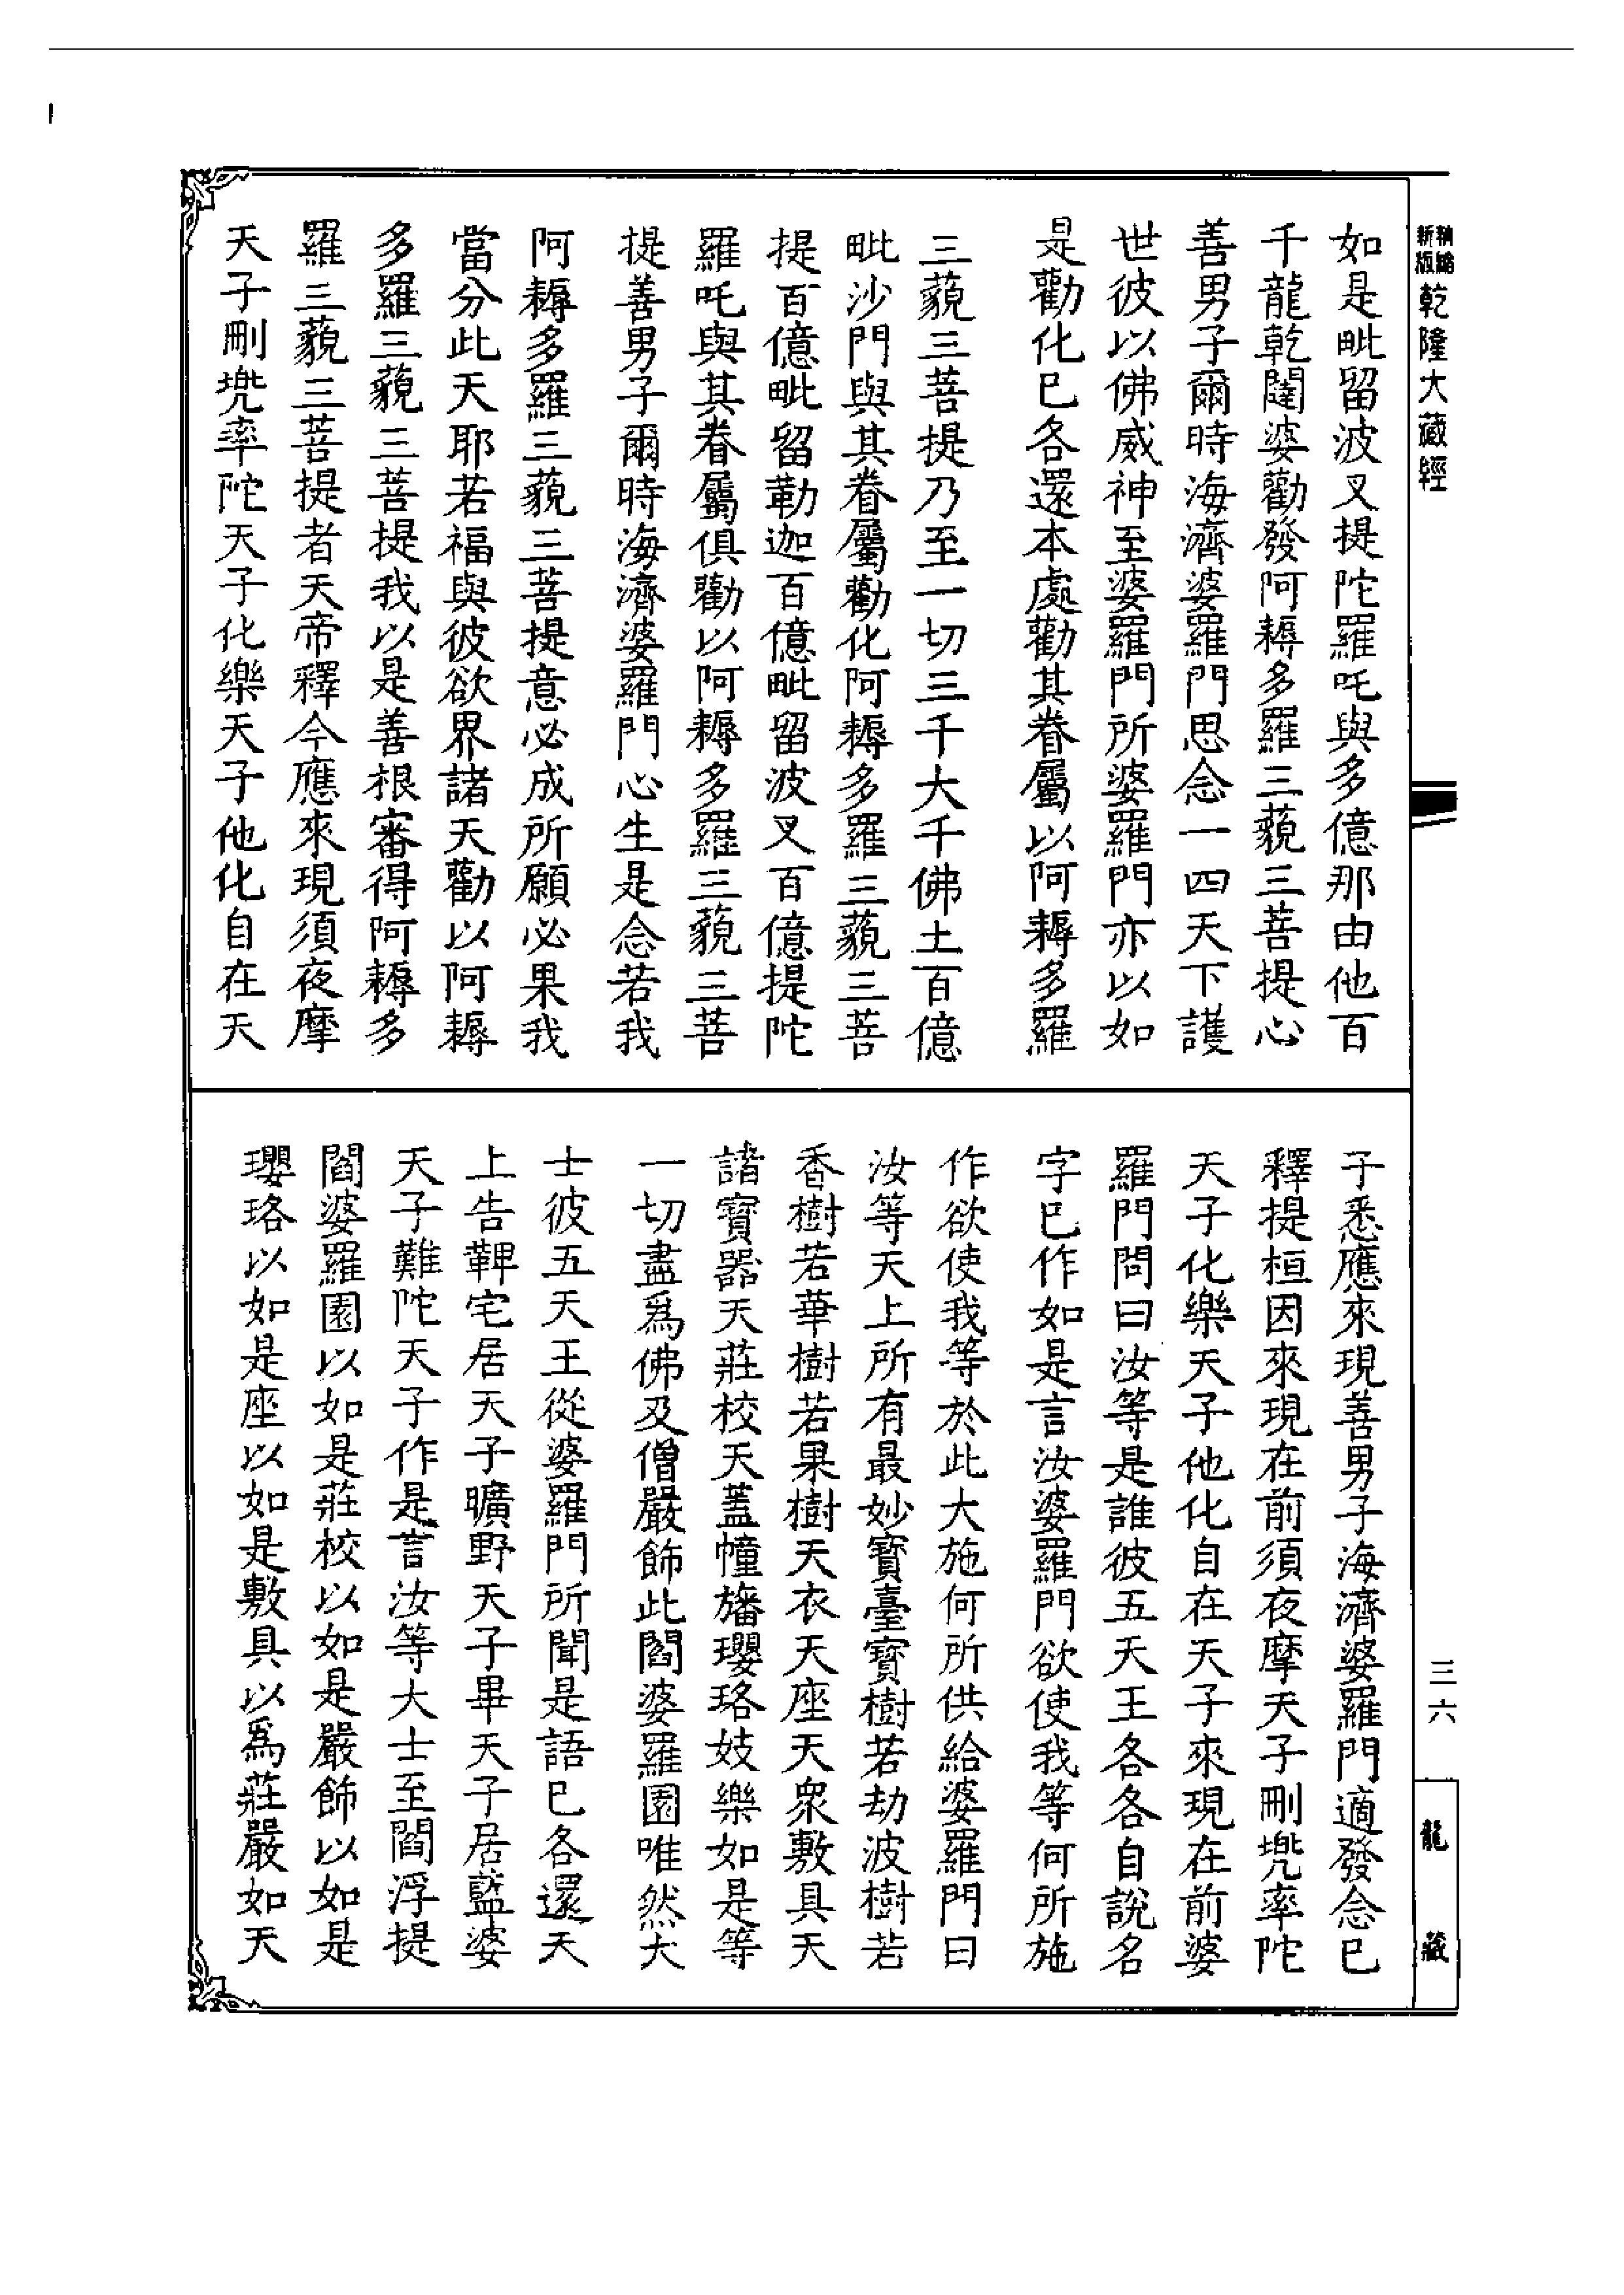 新版乾隆大藏經
如是毗留波叉提陀羅吒與多億那由他百
千龍乾闥婆勸發阿耨多羅三藐三菩提心
善男子爾時海濟婆羅門思念一四天下護
世彼以佛威神至婆羅門所婆羅門亦以如
是勸化已各還本處勸其眷屬以阿耨多羅
三藐三菩提乃至一切三千大千佛土百億
毗沙門與其眷屬勸化阿耨多羅三藐三菩
提百億毗留勒迦百億毗留波叉百億提陀
羅吒與其眷屬俱勸以阿耨多羅三藐三菩
提善男子爾時海濟婆羅門心生是念若我
阿耨多羅三藐三菩提意必成所願必果我
當分此天耶若福與彼欲界諸天勸以阿耨
多羅三藐三菩提我以是善根審得阿耨多
羅三藐三菩提者天帝釋今應來現須夜摩
天子刪兜率陀天子化樂天子他化自在天
子悉應來現善男子海濟婆羅門適發念已
釋提桓因來現在前須夜摩天子刪兜率陀
天子化樂天子他化自在天子來現在前婆
羅門問曰汝等是誰彼五天王各各自說名
字已作如是言汝婆羅門欲使我等何所施
作欲使我等於此大施何所供給婆羅門曰
汝等天上所有最妙寶臺寶樹若劫波樹若
香樹若華樹若果樹天衣天座天眾敷具天
諸寶器天莊校天蓋幢旛瓔珞妓樂如是等
一切盡爲佛及僧嚴飾此閻婆羅園唯然大
士彼五天王從婆羅門所聞是語已各還天
上告鞞宅居天子曠野天子畢天子居藍婆
天子難陀天子作是言汝等大士至閻浮提
閻婆羅園以如是莊校以如是嚴飾以如是
瓔珞以如是座以如是敷具以爲莊嚴如天
三六
龍藏